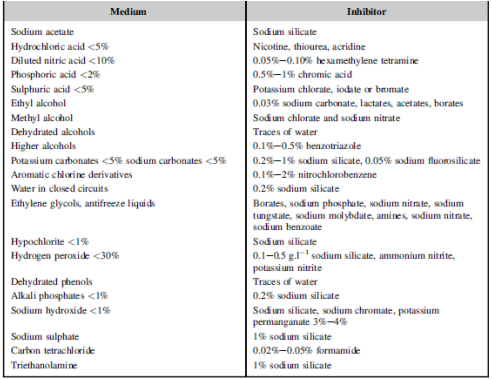 Medium Inhibitor
Sodium acetate Sodium silicate
Hydrochloric acid <5% Nicotine, thiourea, acridine
Diluted nitric acid <10% 0.05%−0.10% hexamethylene tetramine
Phosphoric acid <2% 0.5%−1% chromic acid
Sulphuric acid <5% Potassium chlorate, iodate or bromate
Ethyl alcohol 0.03% sodium carbonate, lactates, acetates, borates
Methyl alcohol Sodium chlorate and sodium nitrate
Dehydrated alcohols Traces of water
Higher alcohols 0.1%−0.5% benzotriazole
Potassium carbonates <5% sodium carbonates <5% 0.2%−1% sodium silicate, 0.05% sodium fluorosilicate
Aromatic chlorine derivatives 0.1%−2% nitrochlorobenzene
Water in closed circuits 0.2% sodium silicate
Ethylene glycols, antifreeze liquids Borates, sodium phosphate, sodium nitrate, sodium
tungstate, sodium molybdate, amines, sodium nitrate,
sodium benzoate
Hypochlorite <1% Sodium silicate
Hydrogen peroxide <30% 0.1−0.5 g.l⁻¹ sodium silicate, ammonium nitrite,
potassium nitrite
Dehydrated phenols Traces of water
Alkali phosphates <1% 0.2% sodium silicate
Sodium hydroxide <1% Sodium silicate, sodium chromate, potassium
permanganate 3%−4%
Sodium sulphate 1% sodium silicate
Carbon tetrachloride 0.02%−0.05% formamide
Triethanolamine 1% sodium silicate